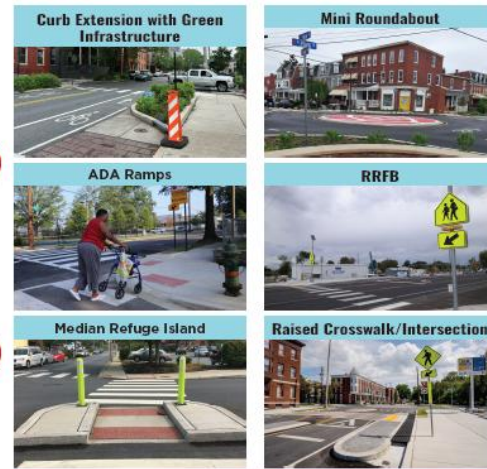 Curb Extension with Green
Infrastructure
Mini Roundabout
ADA Ramps
RRFB
Median Refuge Island
Raised Crosswalk/Intersection